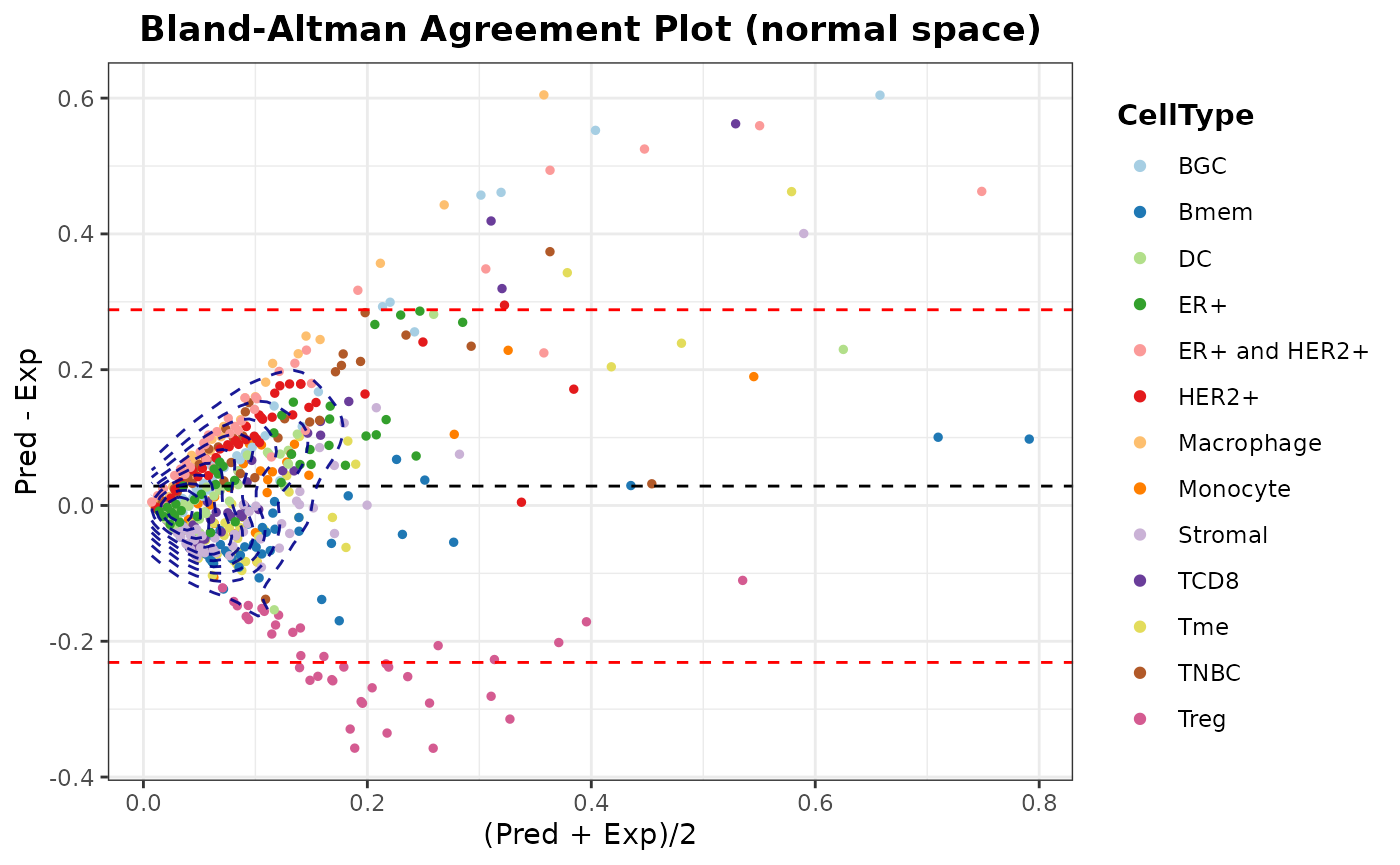 Bland-Altman Agreement Plot (normal space)
0.6
0.4
0.2
0.0
-0.2
-0.4
Pred - Exp
0.0
0.2
0.4
0.6
0.8
(Pred + Exp)/2
CellType
BGC
Bmem
DC
ER+
ER+ and HER2+
HER2+
Macrophage
Monocyte
Stromal
TCD8
Tme
TNBC
Treg